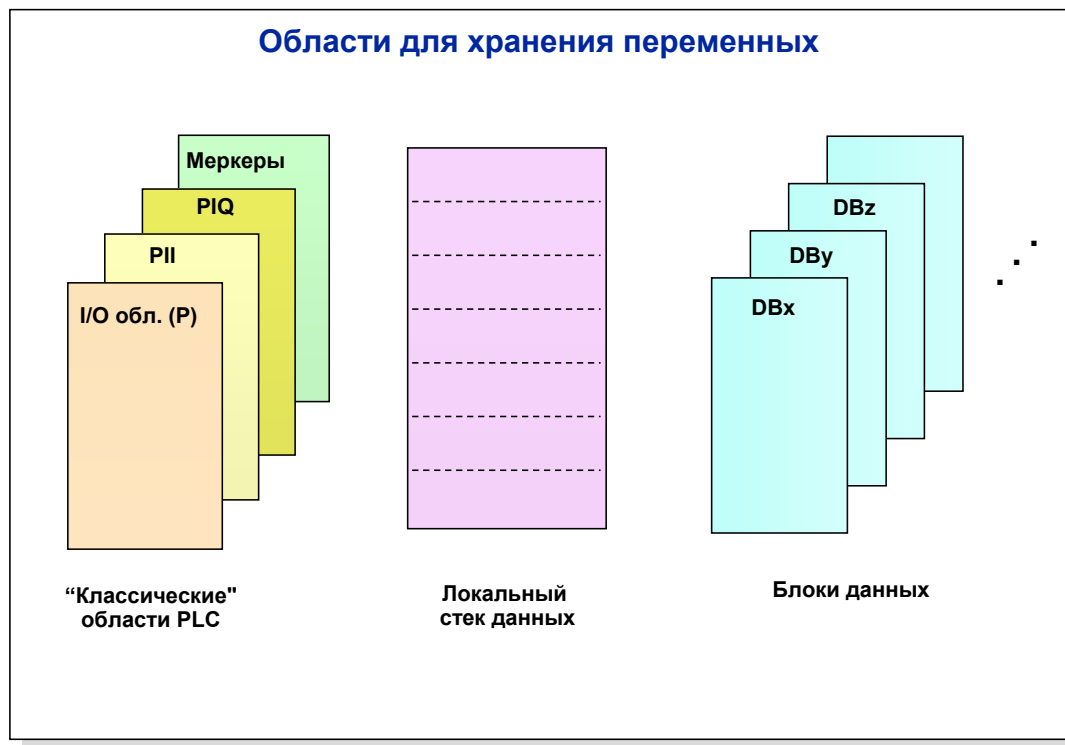 Области для хранения переменных
Меркеры
PIQ
PII
I/O обл. (P)
DBz
DBy
DBx
. . .
“Классические"
области PLC
Локальный
стек данных
Блоки данных